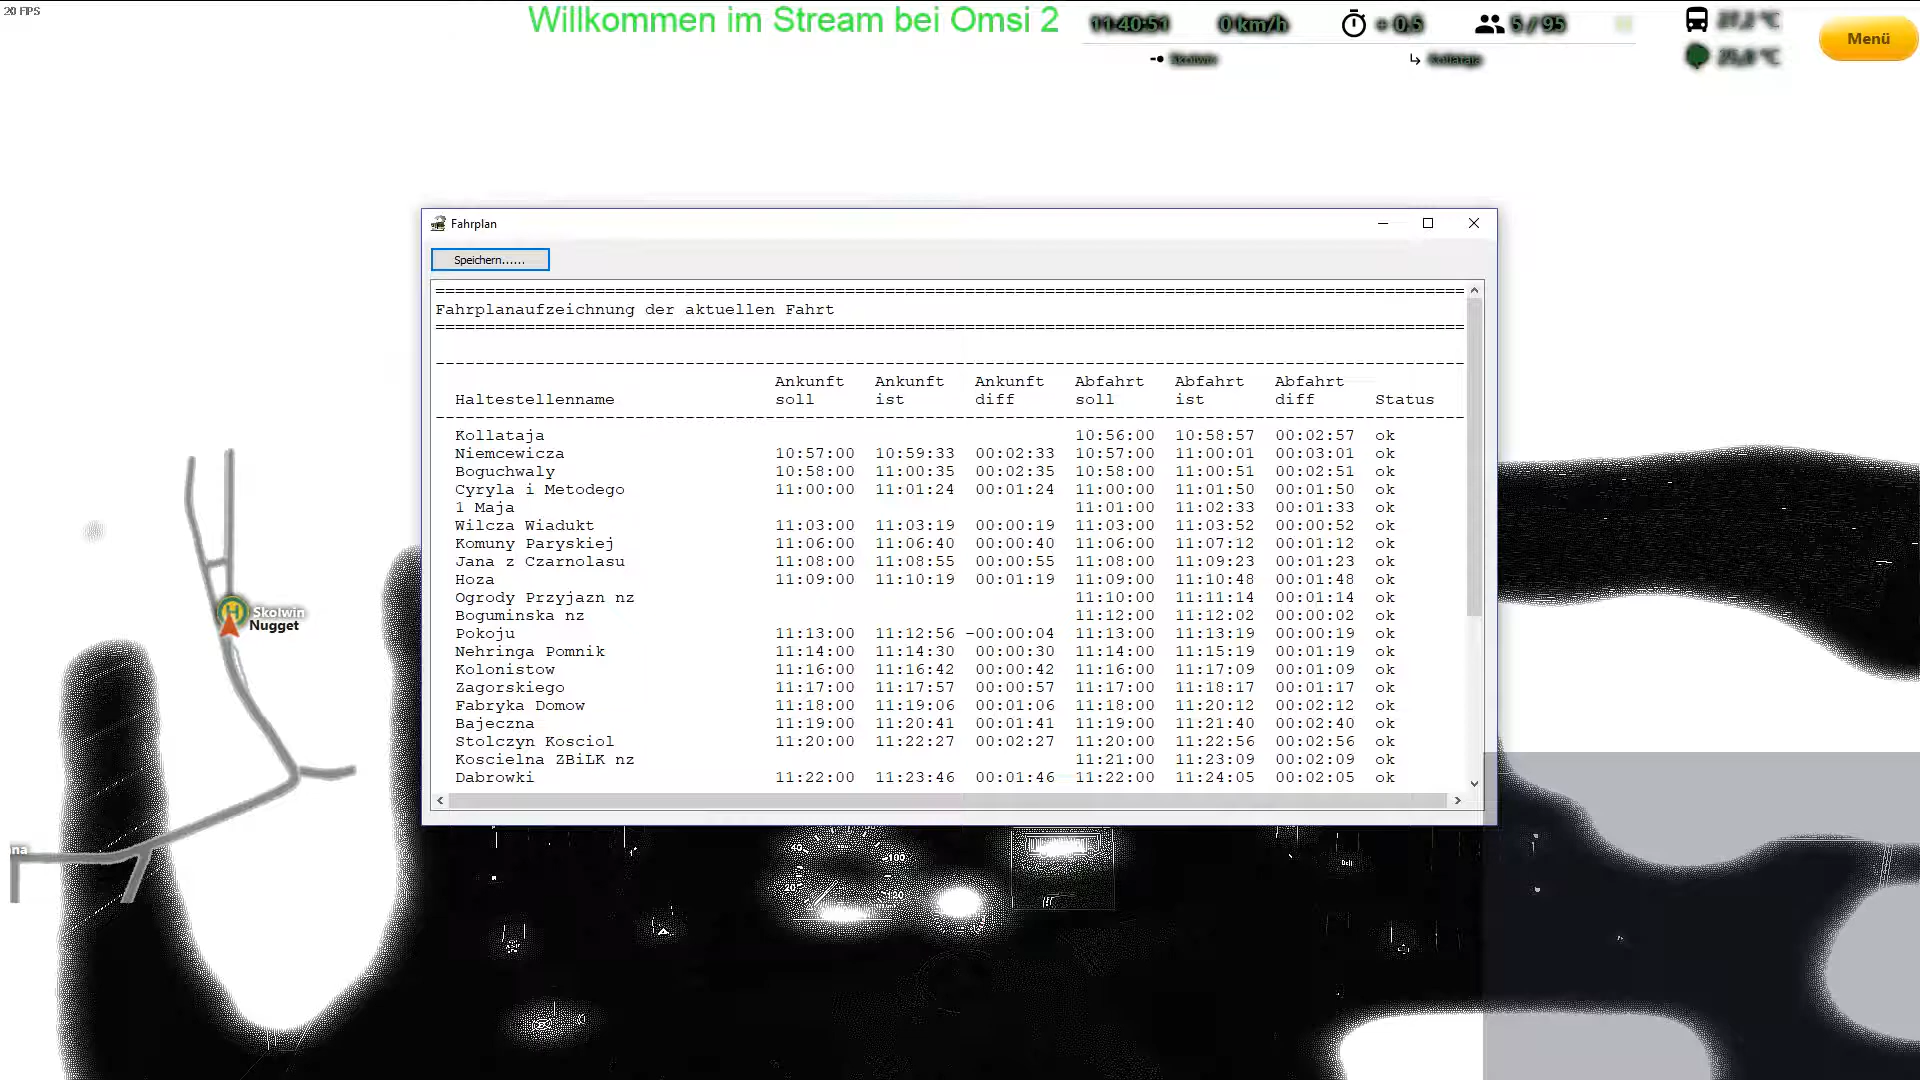 20 FPS
Willkommen im Stream bei Omsi 2
11:40:51 0 km/h + 0.5 5 / 95
Skolwin Kollataja
Menü
Fahrplan
Speichern......
Fahrplanaufzeichnung der aktuellen Fahrt
Haltestellenname Ankunft soll Ankunft ist Ankunft diff Abfahrt soll Abfahrt ist Abfahrt diff Status
Kollataja 10:56:00 10:58:57 00:02:57 ok
Niemcewicza 10:57:00 10:59:33 00:02:33 10:57:00 11:00:01 00:03:01 ok
Boguchwaly 10:58:00 11:00:35 00:02:35 10:58:00 11:00:51 00:02:51 ok
Cyryla i Metodego 11:00:00 11:01:24 00:01:24 11:00:00 11:01:50 00:01:50 ok
1 Maja 11:01:00 11:02:33 00:01:33 ok
Wilcza Wiadukt 11:03:00 11:03:19 00:00:19 11:03:00 11:03:52 00:00:52 ok
Komuny Paryskiej 11:06:00 11:06:40 00:00:40 11:06:00 11:07:12 00:01:12 ok
Jana z Czarnolasu 11:08:00 11:08:55 00:00:55 11:08:00 11:09:23 00:01:23 ok
Hoza 11:09:00 11:10:19 00:01:19 11:09:00 11:10:48 00:01:48 ok
Ogrody Przyjazn nz 11:10:00 11:11:14 00:01:14 ok
Boguminska nz 11:12:00 11:12:02 00:00:02 ok
Pokoju 11:13:00 11:12:56 -00:00:04 11:13:00 11:13:19 00:00:19 ok
Nehringa Pomnik 11:14:00 11:14:30 00:00:30 11:14:00 11:15:19 00:01:19 ok
Kolonistow 11:16:00 11:16:42 00:00:42 11:16:00 11:17:09 00:01:09 ok
Zagorskiego 11:17:00 11:17:57 00:00:57 11:17:00 11:18:17 00:01:17 ok
Fabryka Domow 11:18:00 11:19:06 00:01:06 11:18:00 11:20:12 00:02:12 ok
Bajeczna 11:19:00 11:20:41 00:01:41 11:19:00 11:21:40 00:02:40 ok
Stolczyn Kosciol 11:20:00 11:22:27 00:02:27 11:20:00 11:22:56 00:02:56 ok
Koscielna ZBiLK nz 11:21:00 11:23:09 00:02:09 ok
Dabrowki 11:22:00 11:23:46 00:01:46 11:22:00 11:24:05 00:02:05 ok
Skolwin
Nugget
na
40
100
20